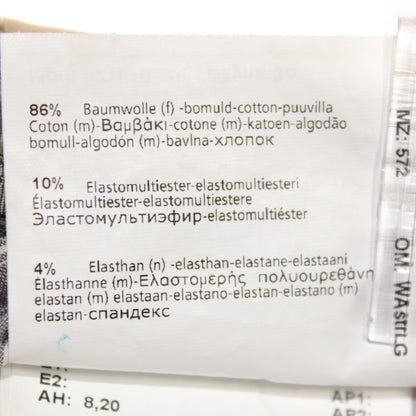 86% Baumwolle (f) -bomuld-cotton-puuvilla
Coton (m)-Βαμβάκι-cotone (m)-katoen-algodão
bomull-algodón (m)-bavlna-хлопок
10% Elastomultiester-elastomultiesteri
Élastomultiester-elastomultiestere
Эластомультиэфир-elastomultiéster
4% Elasthan (n) -elasthan-elastane-elastaani
Élasthanne (m)-Ελαστομερής πολυουρεθάνη
elastan (m) elastaan-elastano-elastan-elastano (m)
elastan-спандекс
IMZ: 572
OM: WAstrl.G
E2:
AH: 8,20
AP1: